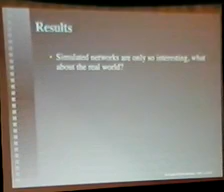 Results
• Simulated networks are only so interesting, what
about the real world?